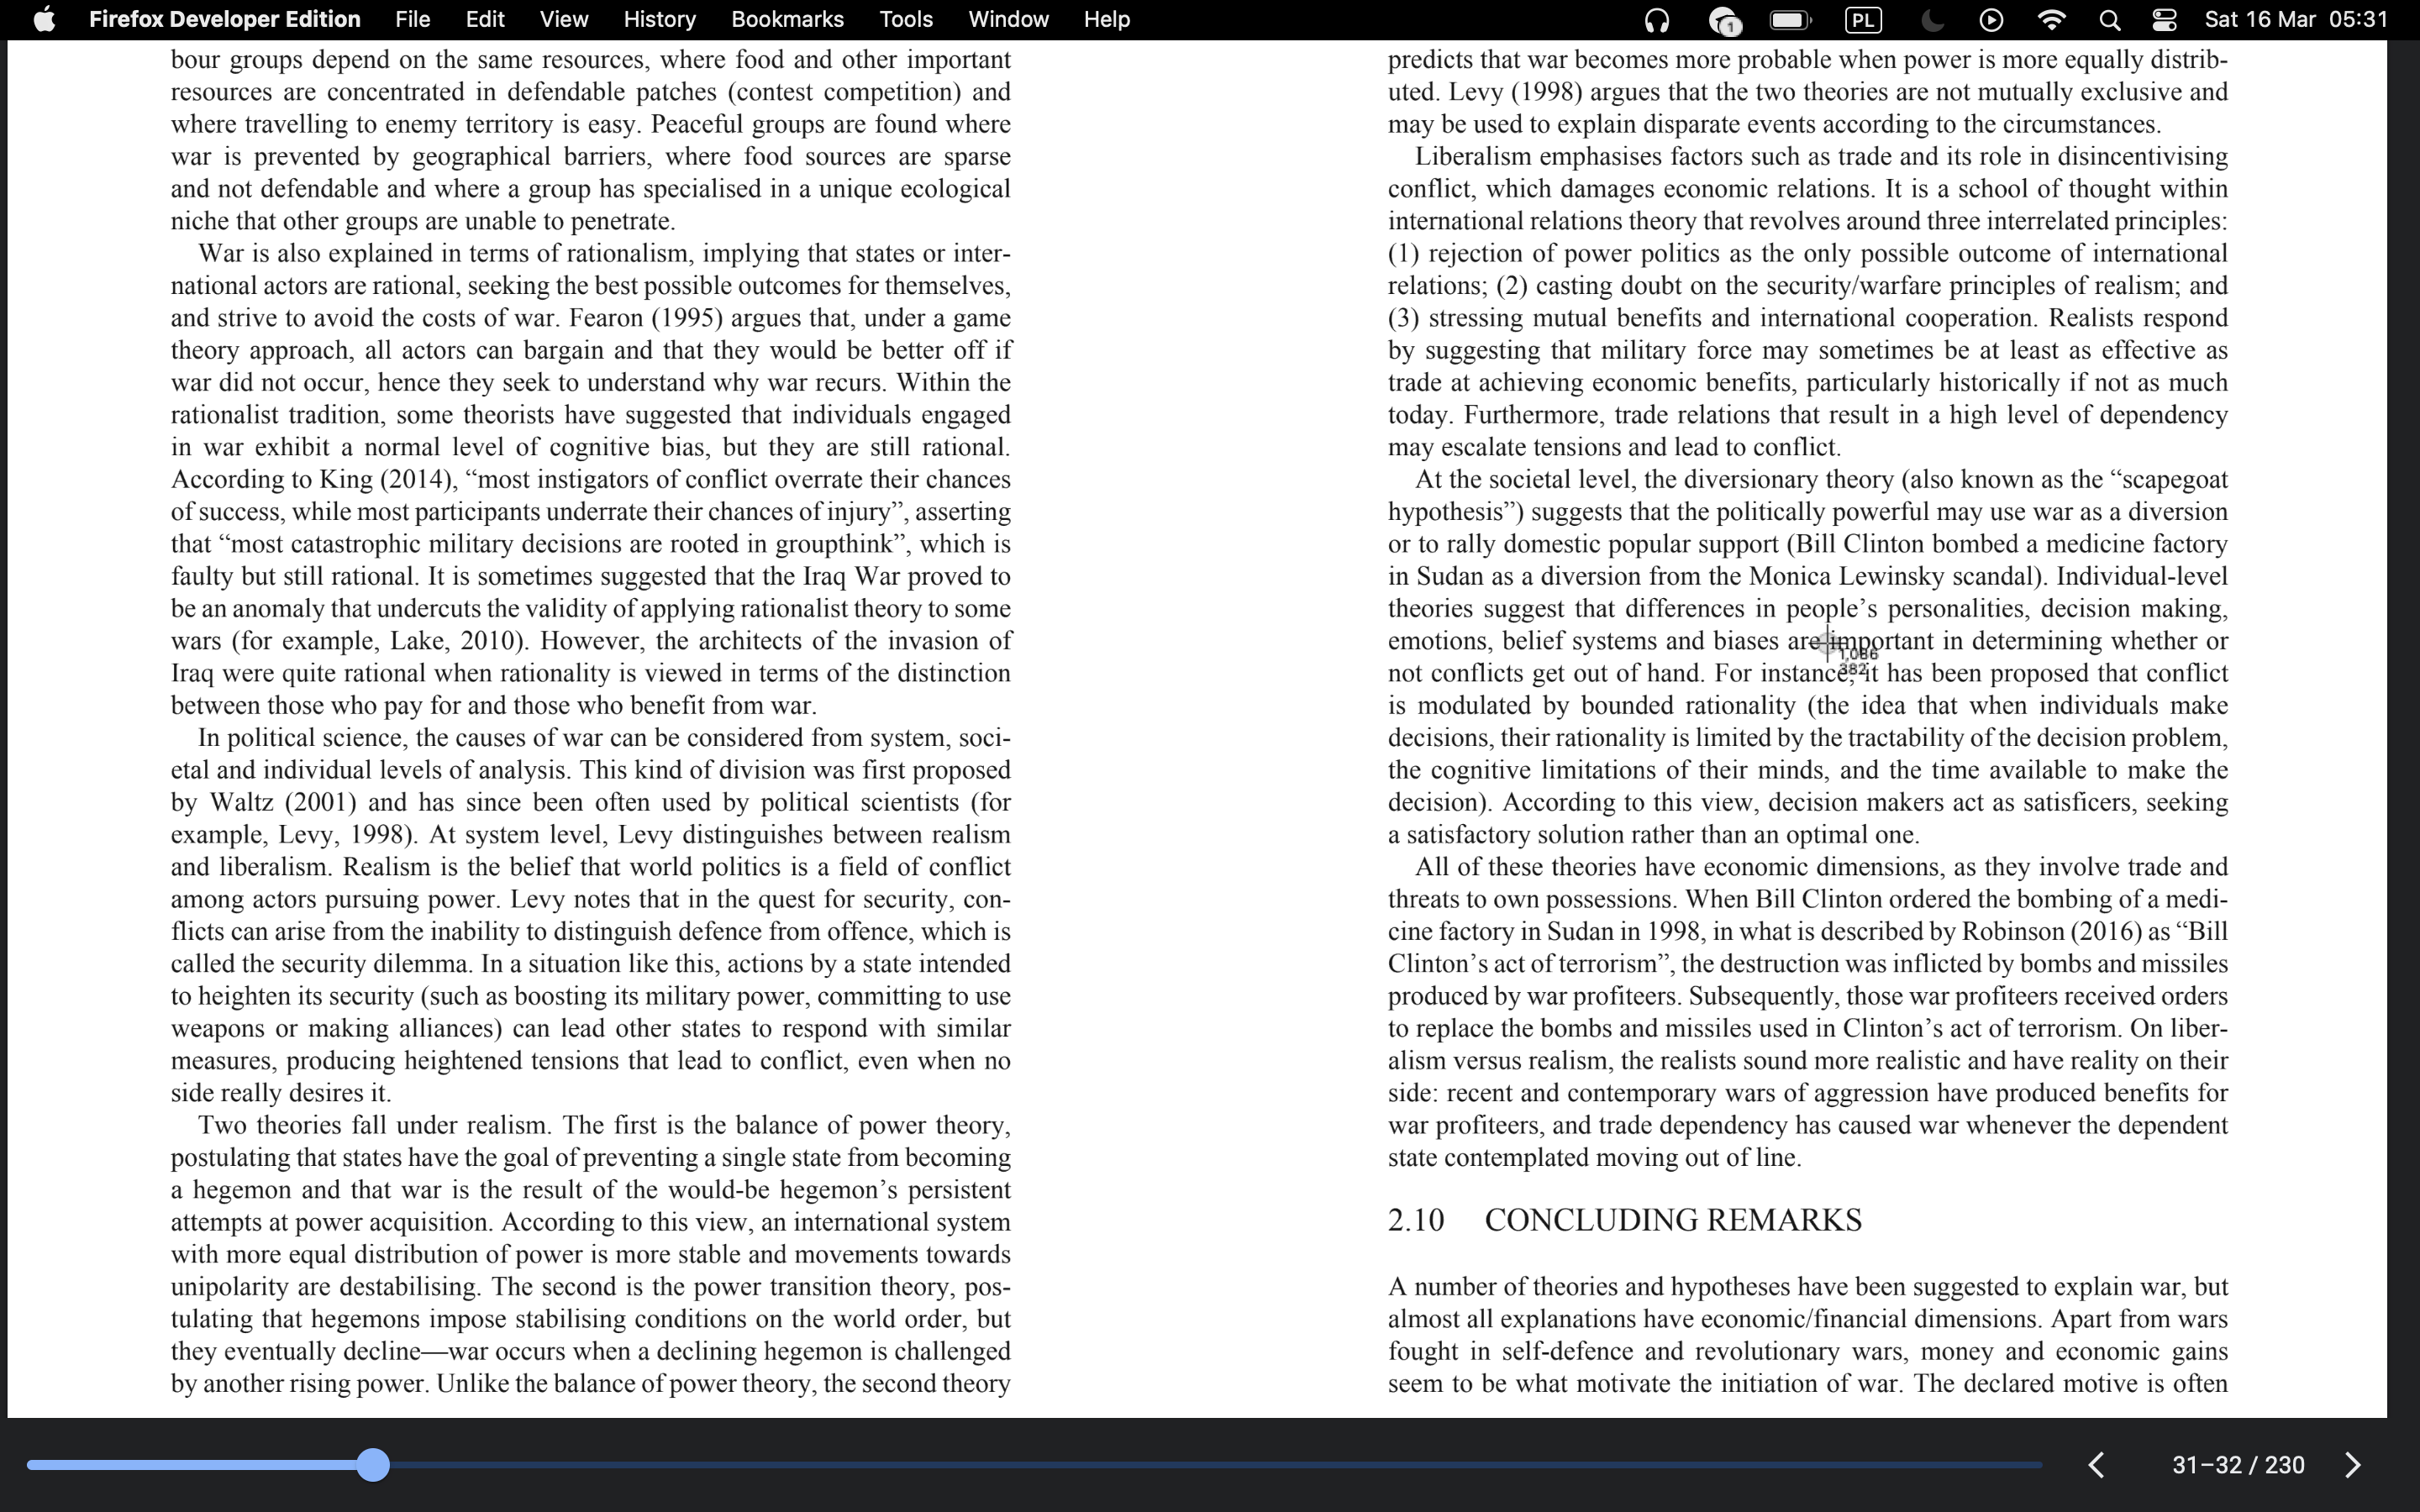 Firefox Developer Edition File Edit View History Bookmarks Tools Window Help 1 PL Sat 16 Mar 05:31
bour groups depend on the same resources, where food and other important
resources are concentrated in defendable patches (contest competition) and
where travelling to enemy territory is easy. Peaceful groups are found where
war is prevented by geographical barriers, where food sources are sparse
and not defendable and where a group has specialised in a unique ecological
niche that other groups are unable to penetrate.
War is also explained in terms of rationalism, implying that states or inter-
national actors are rational, seeking the best possible outcomes for themselves,
and strive to avoid the costs of war. Fearon (1995) argues that, under a game
theory approach, all actors can bargain and that they would be better off if
war did not occur, hence they seek to understand why war recurs. Within the
rationalist tradition, some theorists have suggested that individuals engaged
in war exhibit a normal level of cognitive bias, but they are still rational.
According to King (2014), “most instigators of conflict overrate their chances
of success, while most participants underrate their chances of injury”, asserting
that “most catastrophic military decisions are rooted in groupthink”, which is
faulty but still rational. It is sometimes suggested that the Iraq War proved to
be an anomaly that undercuts the validity of applying rationalist theory to some
wars (for example, Lake, 2010). However, the architects of the invasion of
Iraq were quite rational when rationality is viewed in terms of the distinction
between those who pay for and those who benefit from war.
In political science, the causes of war can be considered from system, soci-
etal and individual levels of analysis. This kind of division was first proposed
by Waltz (2001) and has since been often used by political scientists (for
example, Levy, 1998). At system level, Levy distinguishes between realism
and liberalism. Realism is the belief that world politics is a field of conflict
among actors pursuing power. Levy notes that in the quest for security, con-
flicts can arise from the inability to distinguish defence from offence, which is
called the security dilemma. In a situation like this, actions by a state intended
to heighten its security (such as boosting its military power, committing to use
weapons or making alliances) can lead other states to respond with similar
measures, producing heightened tensions that lead to conflict, even when no
side really desires it.
Two theories fall under realism. The first is the balance of power theory,
postulating that states have the goal of preventing a single state from becoming
a hegemon and that war is the result of the would-be hegemon’s persistent
attempts at power acquisition. According to this view, an international system
with more equal distribution of power is more stable and movements towards
unipolarity are destabilising. The second is the power transition theory, pos-
tulating that hegemons impose stabilising conditions on the world order, but
they eventually decline—war occurs when a declining hegemon is challenged
by another rising power. Unlike the balance of power theory, the second theory
predicts that war becomes more probable when power is more equally distrib-
uted. Levy (1998) argues that the two theories are not mutually exclusive and
may be used to explain disparate events according to the circumstances.
Liberalism emphasises factors such as trade and its role in disincentivising
conflict, which damages economic relations. It is a school of thought within
international relations theory that revolves around three interrelated principles:
(1) rejection of power politics as the only possible outcome of international
relations; (2) casting doubt on the security/warfare principles of realism; and
(3) stressing mutual benefits and international cooperation. Realists respond
by suggesting that military force may sometimes be at least as effective as
trade at achieving economic benefits, particularly historically if not as much
today. Furthermore, trade relations that result in a high level of dependency
may escalate tensions and lead to conflict.
At the societal level, the diversionary theory (also known as the “scapegoat
hypothesis”) suggests that the politically powerful may use war as a diversion
or to rally domestic popular support (Bill Clinton bombed a medicine factory
in Sudan as a diversion from the Monica Lewinsky scandal). Individual-level
theories suggest that differences in people’s personalities, decision making,
emotions, belief systems and biases are important in determining whether or
not conflicts get out of hand. For instance, it has been proposed that conflict
is modulated by bounded rationality (the idea that when individuals make
decisions, their rationality is limited by the tractability of the decision problem,
the cognitive limitations of their minds, and the time available to make the
decision). According to this view, decision makers act as satisficers, seeking
a satisfactory solution rather than an optimal one.
All of these theories have economic dimensions, as they involve trade and
threats to own possessions. When Bill Clinton ordered the bombing of a medi-
cine factory in Sudan in 1998, in what is described by Robinson (2016) as “Bill
Clinton’s act of terrorism”, the destruction was inflicted by bombs and missiles
produced by war profiteers. Subsequently, those war profiteers received orders
to replace the bombs and missiles used in Clinton’s act of terrorism. On liber-
alism versus realism, the realists sound more realistic and have reality on their
side: recent and contemporary wars of aggression have produced benefits for
war profiteers, and trade dependency has caused war whenever the dependent
state contemplated moving out of line.
2.10 CONCLUDING REMARKS
A number of theories and hypotheses have been suggested to explain war, but
almost all explanations have economic/financial dimensions. Apart from wars
fought in self-defence and revolutionary wars, money and economic gains
seem to be what motivate the initiation of war. The declared motive is often
31–32 / 230